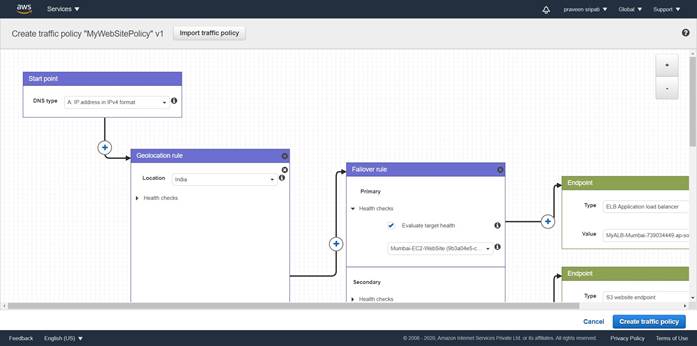 aws Services praveen sripati Global Support
Create traffic policy "MyWebSitePolicy" v1 Import traffic policy
+
-
Start point
DNS type A: IP address in IPv4 format
Geolocation rule
Location India
Health checks
Failover rule
Primary
Health checks
Evaluate target health
Mumbai-EC2-WebSite (9b3a04e5-c...
Secondary
Health checks
Endpoint
Type ELB Application load balancer
Value MyALB-Mumbai-739034449.ap-so
Endpoint
Type S3 website endpoint
Cancel Create traffic policy
Feedback English (US) © 2008 - 2020, Amazon Internet Services Private Ltd. or its affiliates. All rights reserved. Privacy Policy Terms of Use